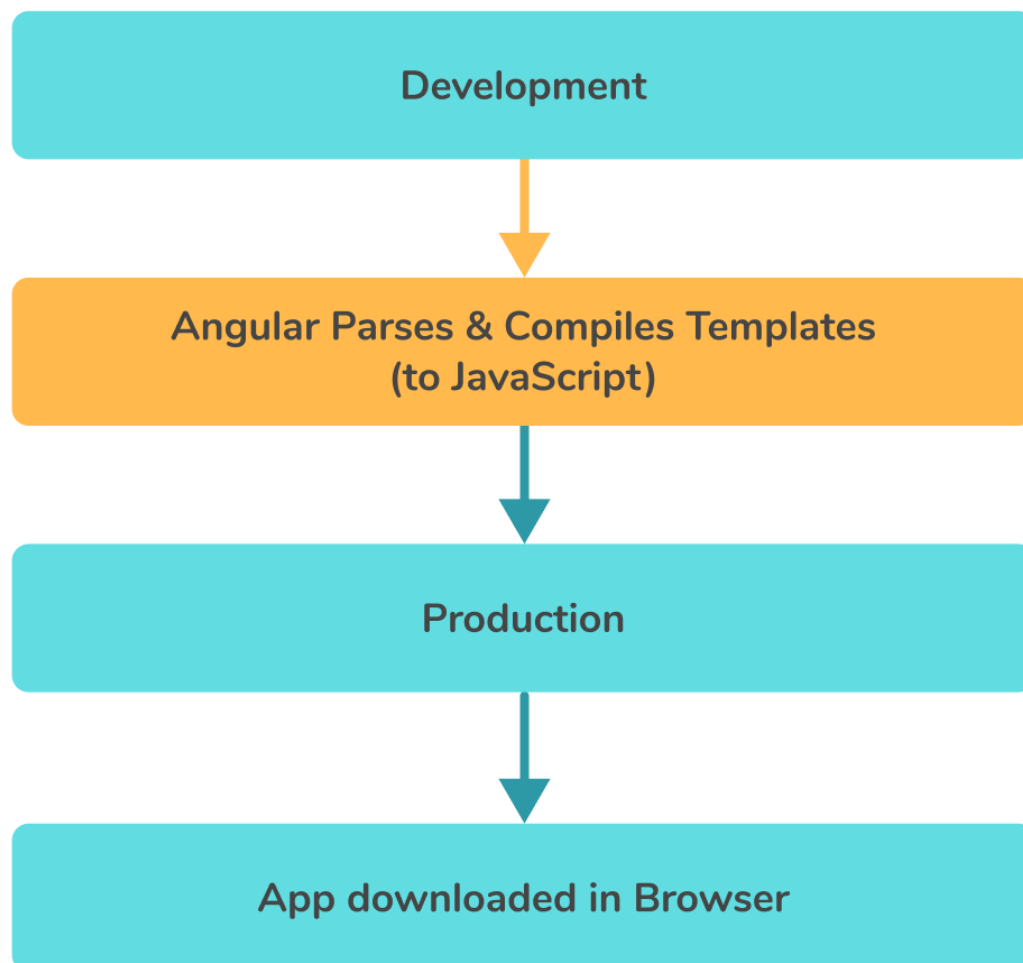 Development
Angular Parses & Compiles Templates
(to JavaScript)
Production
App downloaded in Browser